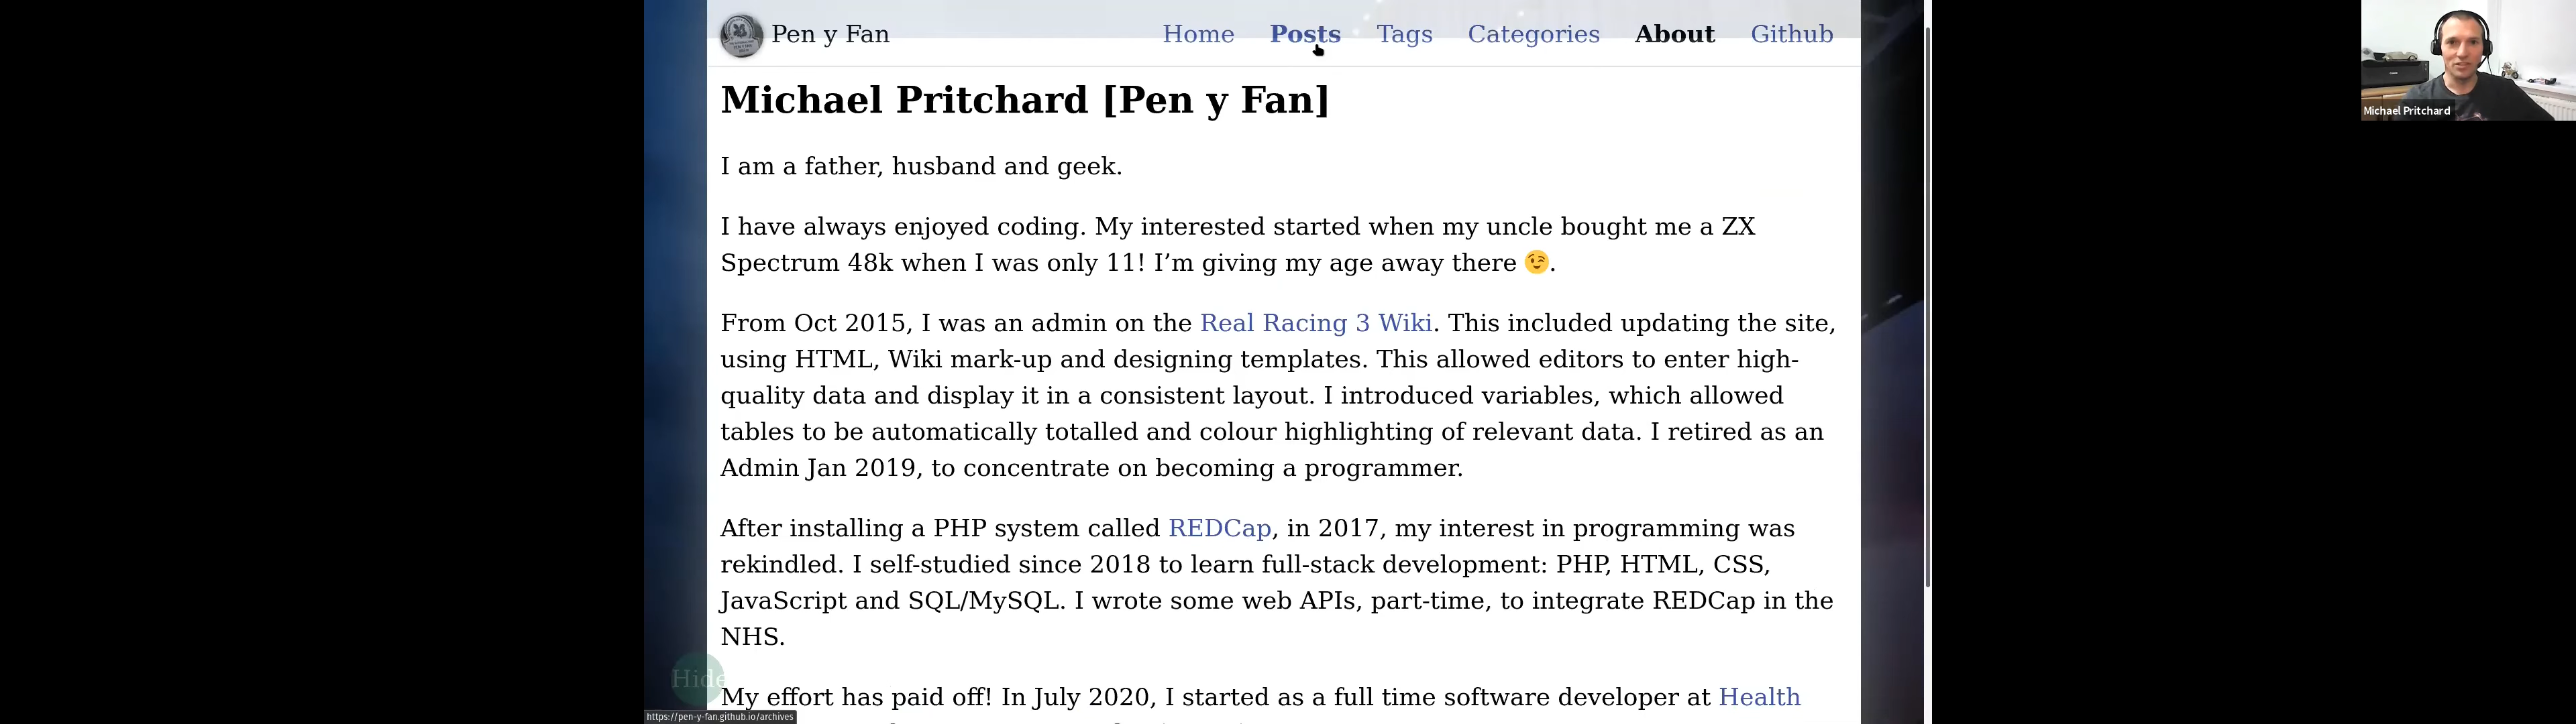 Pen y Fan Home Posts Tags Categories About Github
Michael Pritchard
Michael Pritchard [Pen y Fan]
I am a father, husband and geek.
I have always enjoyed coding. My interested started when my uncle bought me a ZX
Spectrum 48k when I was only 11! I’m giving my age away there 😉.
From Oct 2015, I was an admin on the Real Racing 3 Wiki. This included updating the site,
using HTML, Wiki mark-up and designing templates. This allowed editors to enter high-
quality data and display it in a consistent layout. I introduced variables, which allowed
tables to be automatically totalled and colour highlighting of relevant data. I retired as an
Admin Jan 2019, to concentrate on becoming a programmer.
After installing a PHP system called REDCap, in 2017, my interest in programming was
rekindled. I self-studied since 2018 to learn full-stack development: PHP, HTML, CSS,
JavaScript and SQL/MySQL. I wrote some web APIs, part-time, to integrate REDCap in the
NHS.
Hide
My effort has paid off! In July 2020, I started as a full time software developer at Health
https://pen-y-fan.github.io/archives